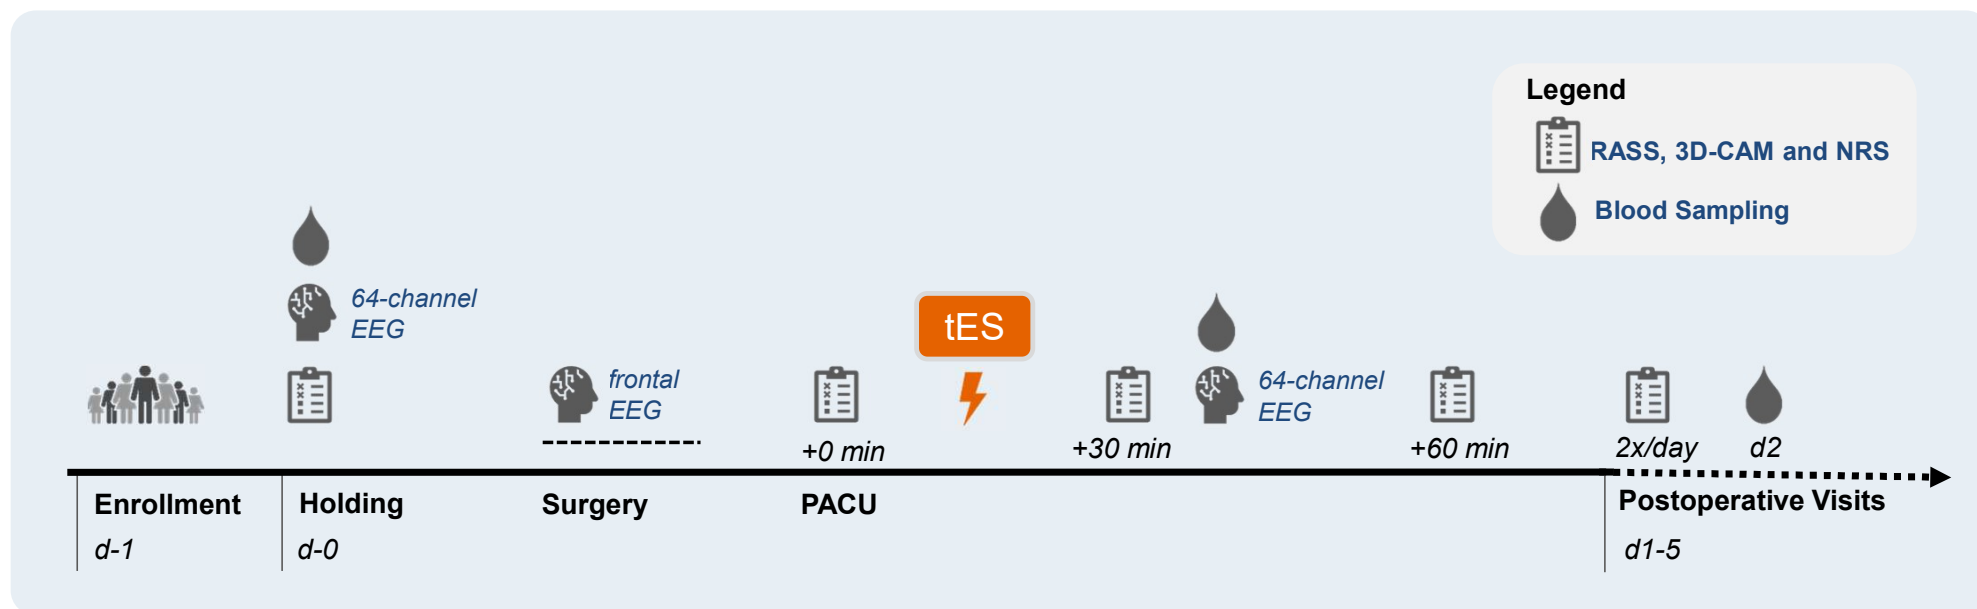 Legend
RASS, 3D-CAM and NRS
Blood Sampling
64-channel
EEG
tES
frontal
EEG
64-channel
EEG
+0 min
+30 min
+60 min
2x/day
d2
Enrollment
Holding
Surgery
PACU
Postoperative Visits
d-1
d-0
d1-5